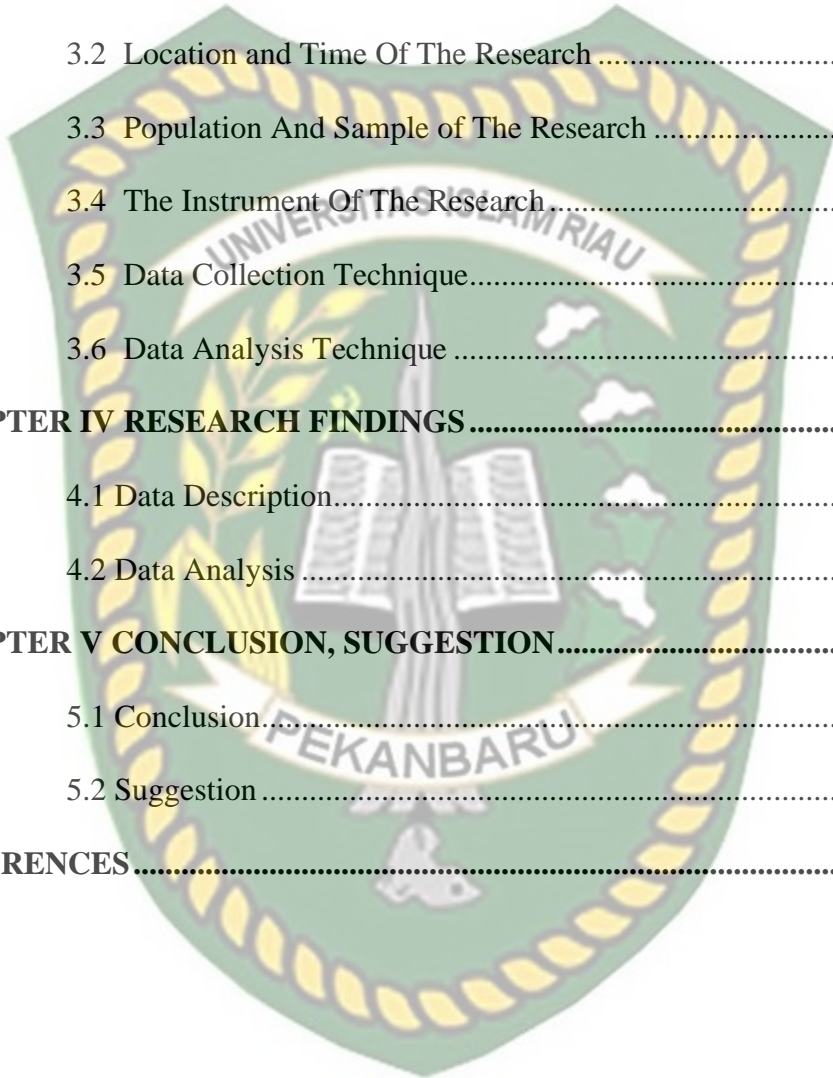 3.2 Location and Time Of The Research ....................................
3.3 Population And Sample of The Research ............................
UNIVERSITAS ISLAM RIAU
3.4 The Instrument Of The Research ..........................................
3.5 Data Collection Technique....................................................
3.6 Data Analysis Technique ......................................................
PTER IV RESEARCH FINDINGS ....................................................
4.1 Data Description....................................................................
4.2 Data Analysis ........................................................................
PTER V CONCLUSION, SUGGESTION.......................................
5.1 Conclusion.............................................................................
PEKANBARU
5.2 Suggestion .............................................................................
RENCES ..............................................................................................